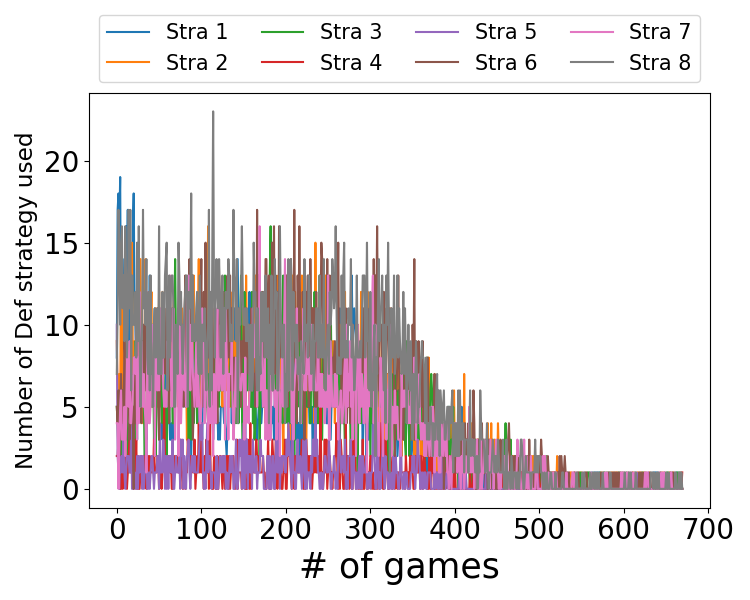 Stra 1 Stra 3 Stra 5 Stra 7
Stra 2 Stra 4 Stra 6 Stra 8
Number of Def strategy used
20
15
10
5
0
0 100 200 300 400 500 600 700
# of games